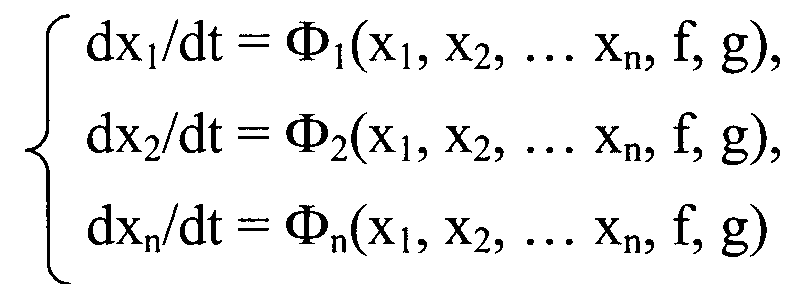 dx₁/dt = Φ₁(x₁, x₂, … xₙ, f, g),
dx₂/dt = Φ₂(x₁, x₂, … xₙ, f, g),
dxₙ/dt = Φₙ(x₁, x₂, … xₙ, f, g)